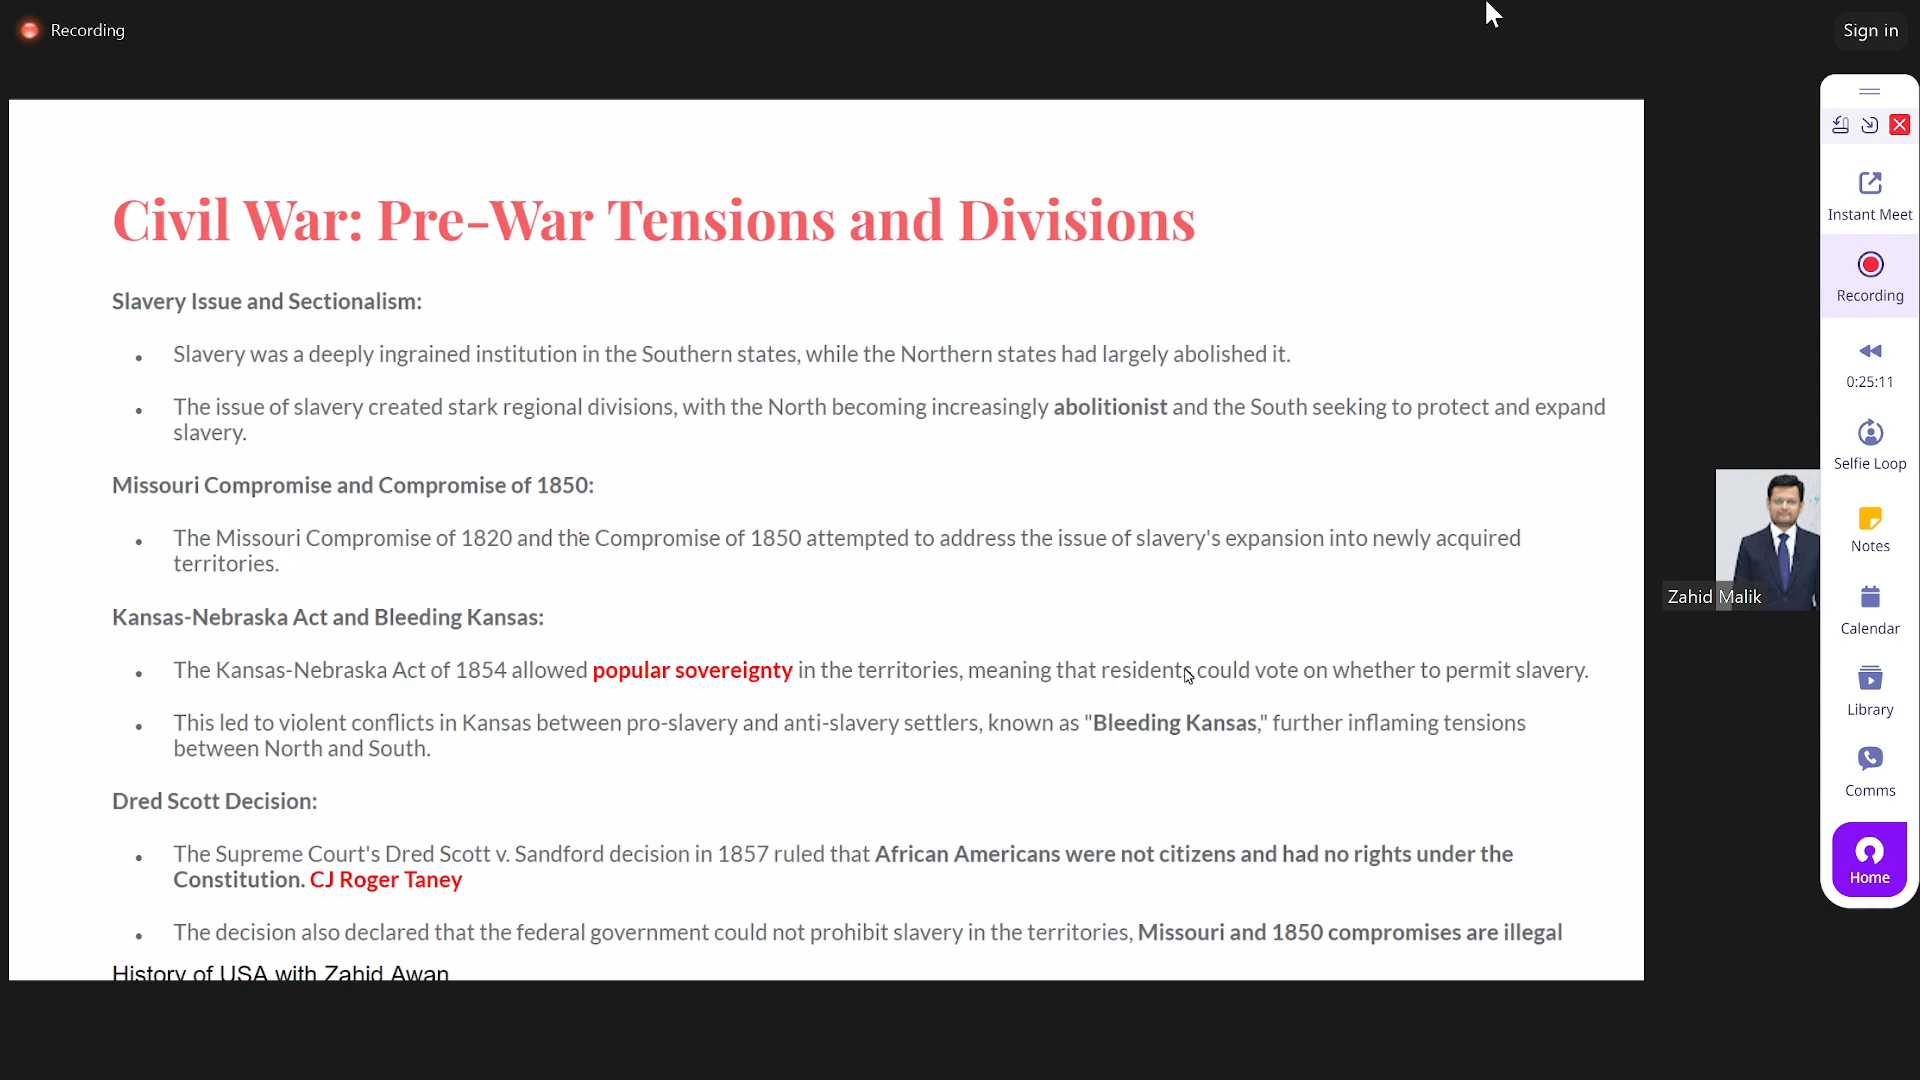 Recording
Sign in
Civil War: Pre-War Tensions and Divisions
Slavery Issue and Sectionalism:
• Slavery was a deeply ingrained institution in the Southern states, while the Northern states had largely abolished it.
• The issue of slavery created stark regional divisions, with the North becoming increasingly abolitionist and the South seeking to protect and expand
slavery.
Missouri Compromise and Compromise of 1850:
• The Missouri Compromise of 1820 and the Compromise of 1850 attempted to address the issue of slavery's expansion into newly acquired
territories.
Kansas-Nebraska Act and Bleeding Kansas:
• The Kansas-Nebraska Act of 1854 allowed popular sovereignty in the territories, meaning that residents could vote on whether to permit slavery.
• This led to violent conflicts in Kansas between pro-slavery and anti-slavery settlers, known as "Bleeding Kansas," further inflaming tensions
between North and South.
Dred Scott Decision:
• The Supreme Court's Dred Scott v. Sandford decision in 1857 ruled that African Americans were not citizens and had no rights under the
Constitution. CJ Roger Taney
• The decision also declared that the federal government could not prohibit slavery in the territories, Missouri and 1850 compromises are illegal
History of USA with Zahid Awan
Zahid Malik
Instant Meet
Recording
0:25:11
Selfie Loop
Notes
Calendar
Library
Comms
Home